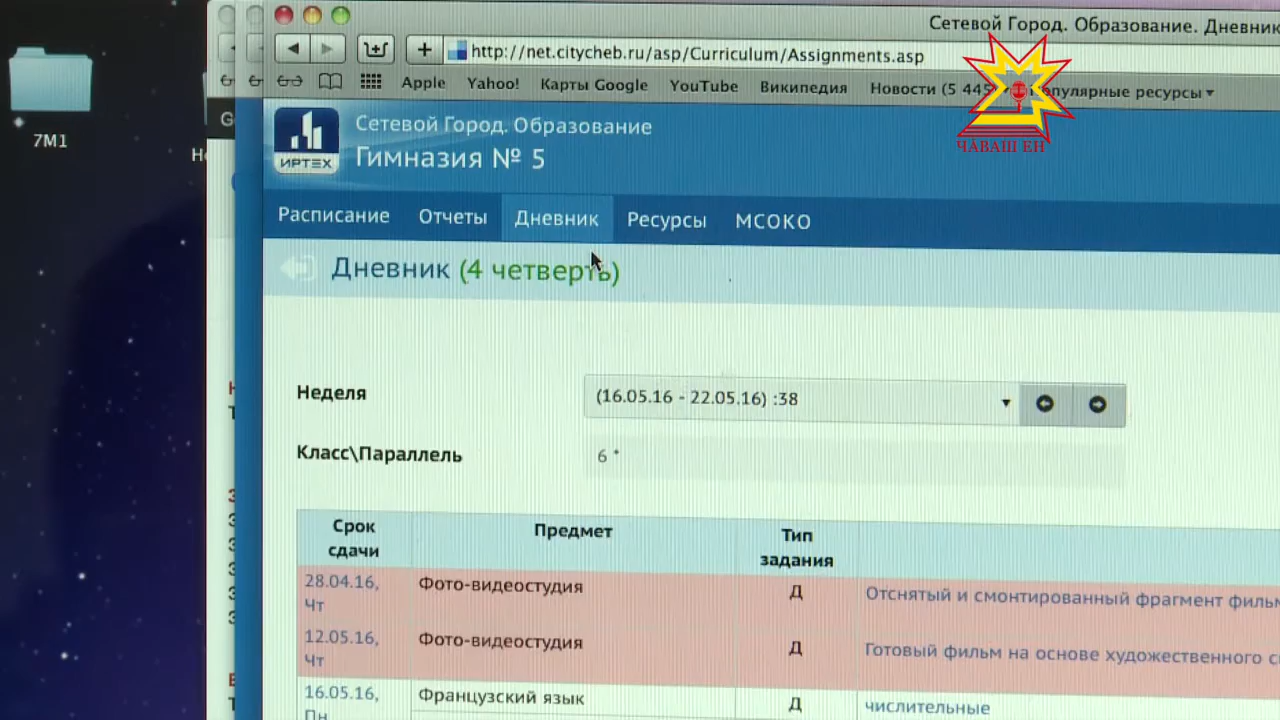 Сетевой Город. Образование. Дневник
http://net.citycheb.ru/asp/Curriculum/Assignments.asp
Apple Yahoo! Карты Google YouTube Википедия Новости (5 445 опулярные ресурсы
ЧӐВАШ ЕН
7М1
ИРТЕХ
Сетевой Город. Образование
Гимназия № 5
Расписание Отчеты Дневник Ресурсы МСОКО
Дневник (4 четверть)
Неделя (16.05.16 - 22.05.16) :38
Класс\Параллель 6 *
Срок сдачи Предмет Тип задания
28.04.16, Чт Фото-видеостудия Д Отснятый и смонтированный фрагмент филь
12.05.16, Чт Фото-видеостудия Д Готовый фильм на основе художественного
16.05.16, Пн Французский язык Д числительные